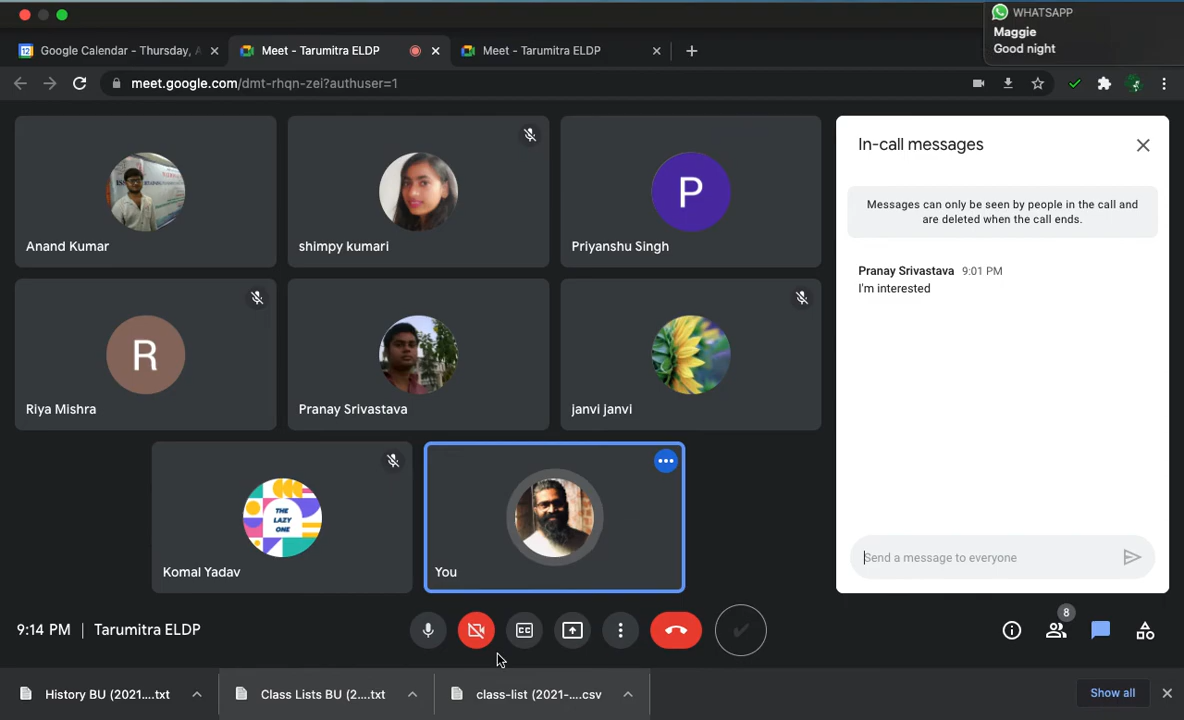 WHATSAPP
Maggie
Good night
Google Calendar - Thursday, A
Meet - Tarumitra ELDP
Meet - Tarumitra ELDP
meet.google.com/dmt-rhqn-zei?authuser=1
Anand Kumar
shimpy kumari
P
Priyanshu Singh
R
Riya Mishra
Pranay Srivastava
janvi janvi
THE
LAZY
ONE
Komal Yadav
You
In-call messages
Messages can only be seen by people in the call and
are deleted when the call ends.
Pranay Srivastava 9:01 PM
I'm interested
Send a message to everyone
9:14 PM | Tarumitra ELDP
CC
8
History BU (2021....txt
Class Lists BU (2....txt
class-list (2021-....csv
Show all